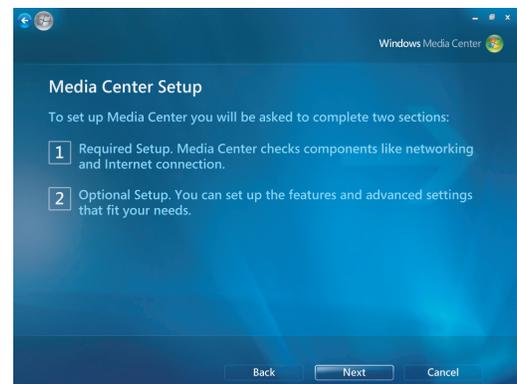 Windows Media Center
Media Center Setup
To set up Media Center you will be asked to complete two sections:
1 Required Setup. Media Center checks components like networking
and Internet connection.
2 Optional Setup. You can set up the features and advanced settings
that fit your needs.
Back Next Cancel